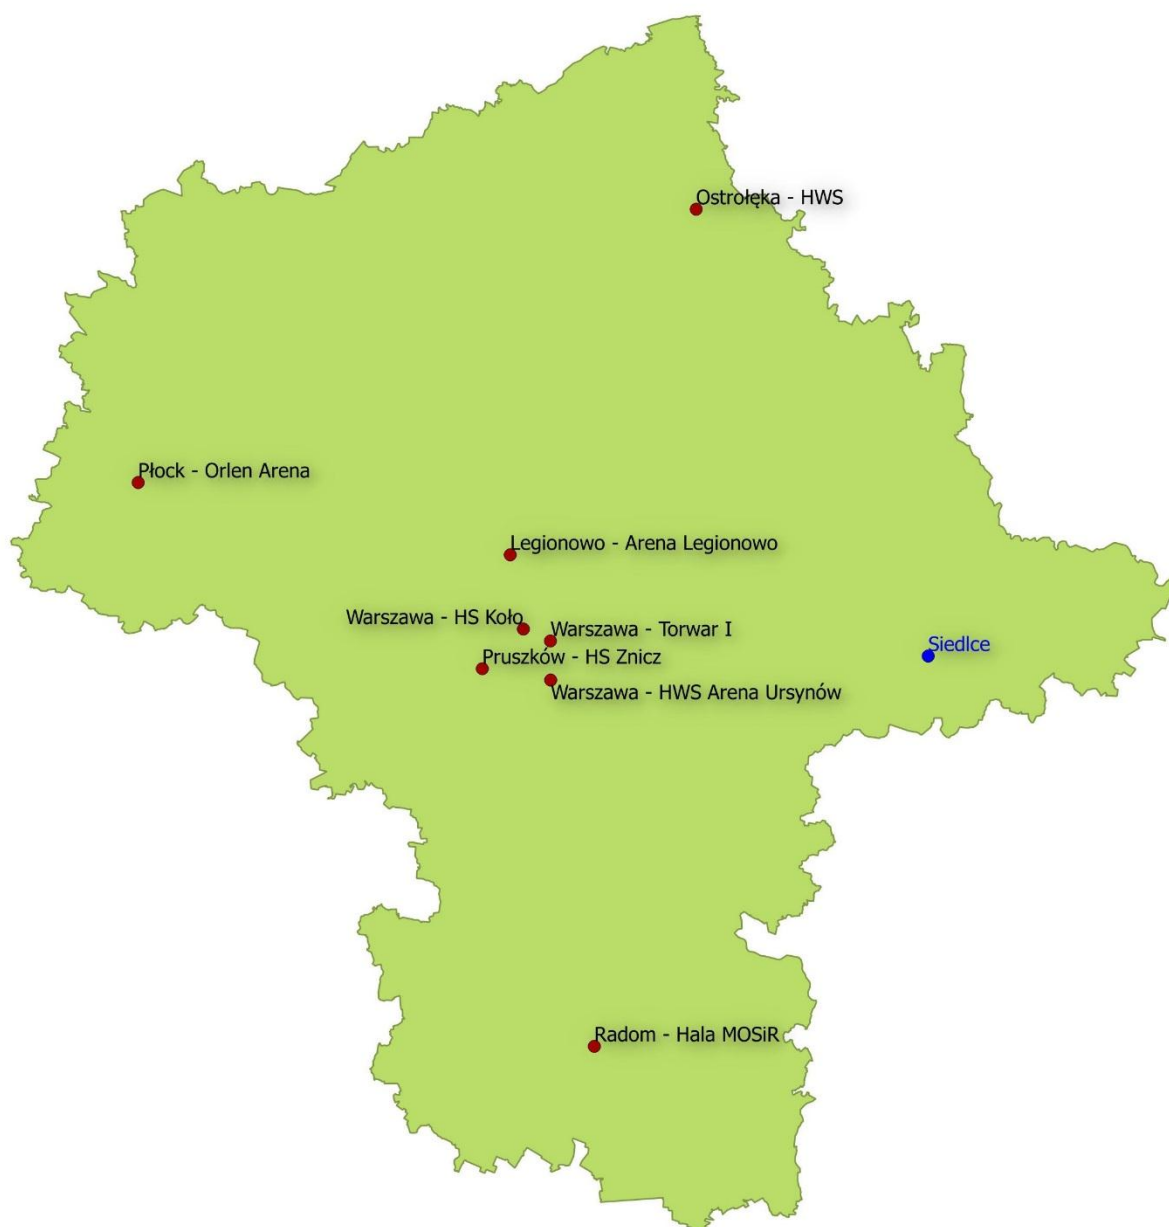 Ostrołęka - HWS
Płock - Orlen Arena
Legionowo - Arena Legionowo
Warszawa - HS Koło
Warszawa - Torwar I
Siedlce
Pruszków - HS Znicz
Warszawa - HWS Arena Ursynów
Radom - Hala MOSiR